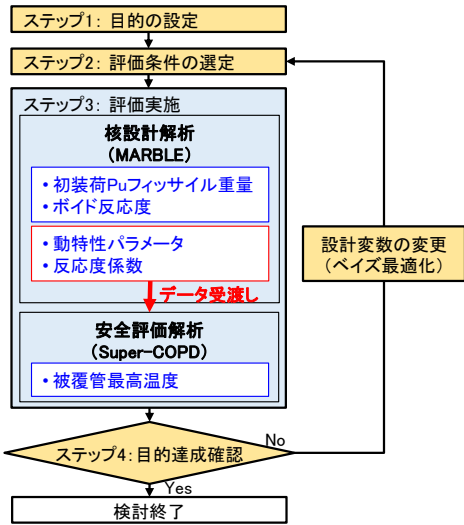 ステップ1: 目的の設定
ステップ2: 評価条件の選定
ステップ3: 評価実施
核設計解析
(MARBLE)
・初装荷Puフィッサイル重量
・ボイド反応度
・動特性パラメータ
・反応度係数
データ受渡し
安全評価解析
(Super-COPD)
・被覆管最高温度
設計変数の変更
(ベイズ最適化)
ステップ4:目的達成確認
No
Yes
検討終了